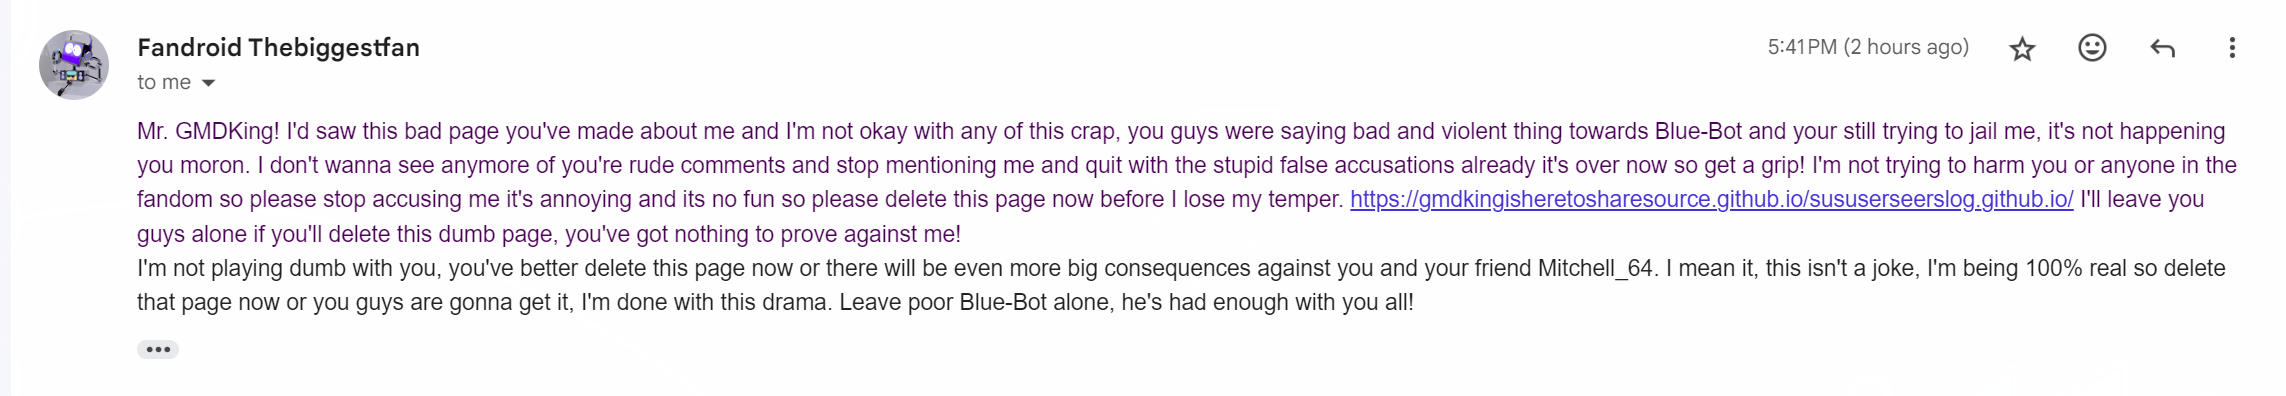 Fandroid Thebiggestfan
5:41 PM (2 hours ago)
to me
Mr. GMDKing! I'd saw this bad page you've made about me and I'm not okay with any of this crap, you guys were saying bad and violent thing towards Blue-Bot and your still trying to jail me, it's not happening
you moron. I don't wanna see anymore of you're rude comments and stop mentioning me and quit with the stupid false accusations already it's over now so get a grip! I'm not trying to harm you or anyone in the
fandom so please stop accusing me it's annoying and its no fun so please delete this page now before I lose my temper. https://gmdkingisheretosharesource.github.io/sususerseerslog.github.io/ I'll leave you
guys alone if you'll delete this dumb page, you've got nothing to prove against me!
I'm not playing dumb with you, you've better delete this page now or there will be even more big consequences against you and your friend Mitchell_64. I mean it, this isn't a joke, I'm being 100% real so delete
that page now or you guys are gonna get it, I'm done with this drama. Leave poor Blue-Bot alone, he's had enough with you all!